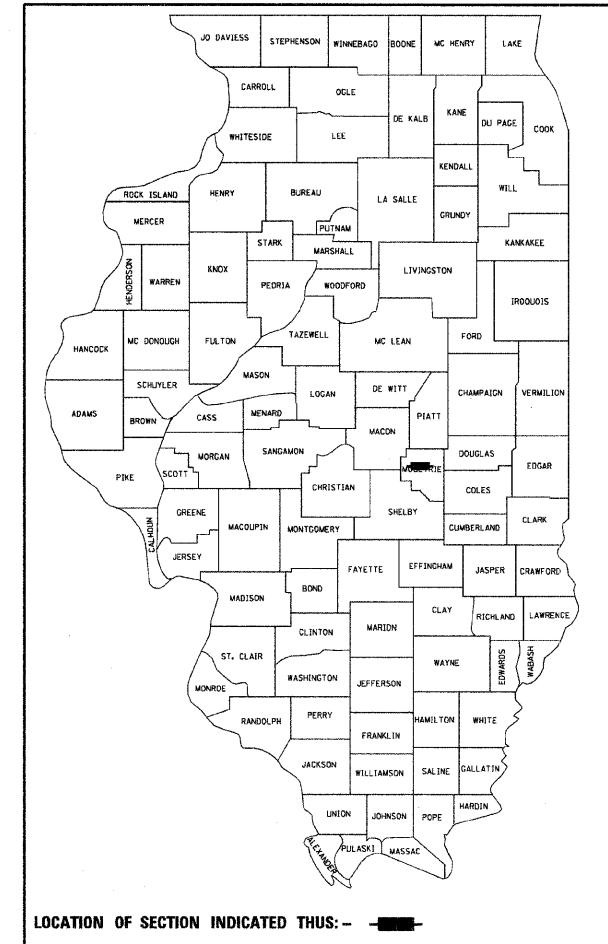 JO DAVIESS
STEPHENSON
WINNEBAGO
BOONE
MC HENRY
LAKE
CARROLL
OGLE
DE KALB
KANE
DU PAGE
COOK
WHITESIDE
LEE
KENDALL
WILL
ROCK ISLAND
HENRY
BUREAU
LA SALLE
GRUNDY
MERCER
PUTNAM
STARK
MARSHALL
KANKAKEE
HENDERSON
WARREN
KNOX
PEORIA
WOODFORD
LIVINGSTON
IROQUOIS
HANCOCK
MC DONOUGH
FULTON
TAZEWELL
MC LEAN
FORD
SCHUYLER
MASON
ADAMS
BROWN
CASS
MENARD
LOGAN
DE WITT
PIATT
CHAMPAIGN
VERMILION
MACON
MORGAN
SANGAMON
DOUGLAS
EDGAR
PIKE
SCOTT
CHRISTIAN
COLES
GREENE
SHELBY
CLARK
CALHOUN
MACOUPIN
MONTGOMERY
CUMBERLAND
JERSEY
FAYETTE
EFFINGHAM
JASPER
CRAWFORD
MADISON
BOND
CLAY
RICHLAND
LAWRENCE
CLINTON
MARION
ST. CLAIR
WAYNE
EDWARDS
WABASH
WASHINGTON
JEFFERSON
MONROE
RANDOLPH
PERRY
HAMILTON
WHITE
FRANKLIN
JACKSON
WILLIAMSON
SALINE
GALLATIN
UNION
JOHNSON
POPE
HARDIN
ALEXANDER
PULASKI
MASSAC
LOCATION OF SECTION INDICATED THUS: -